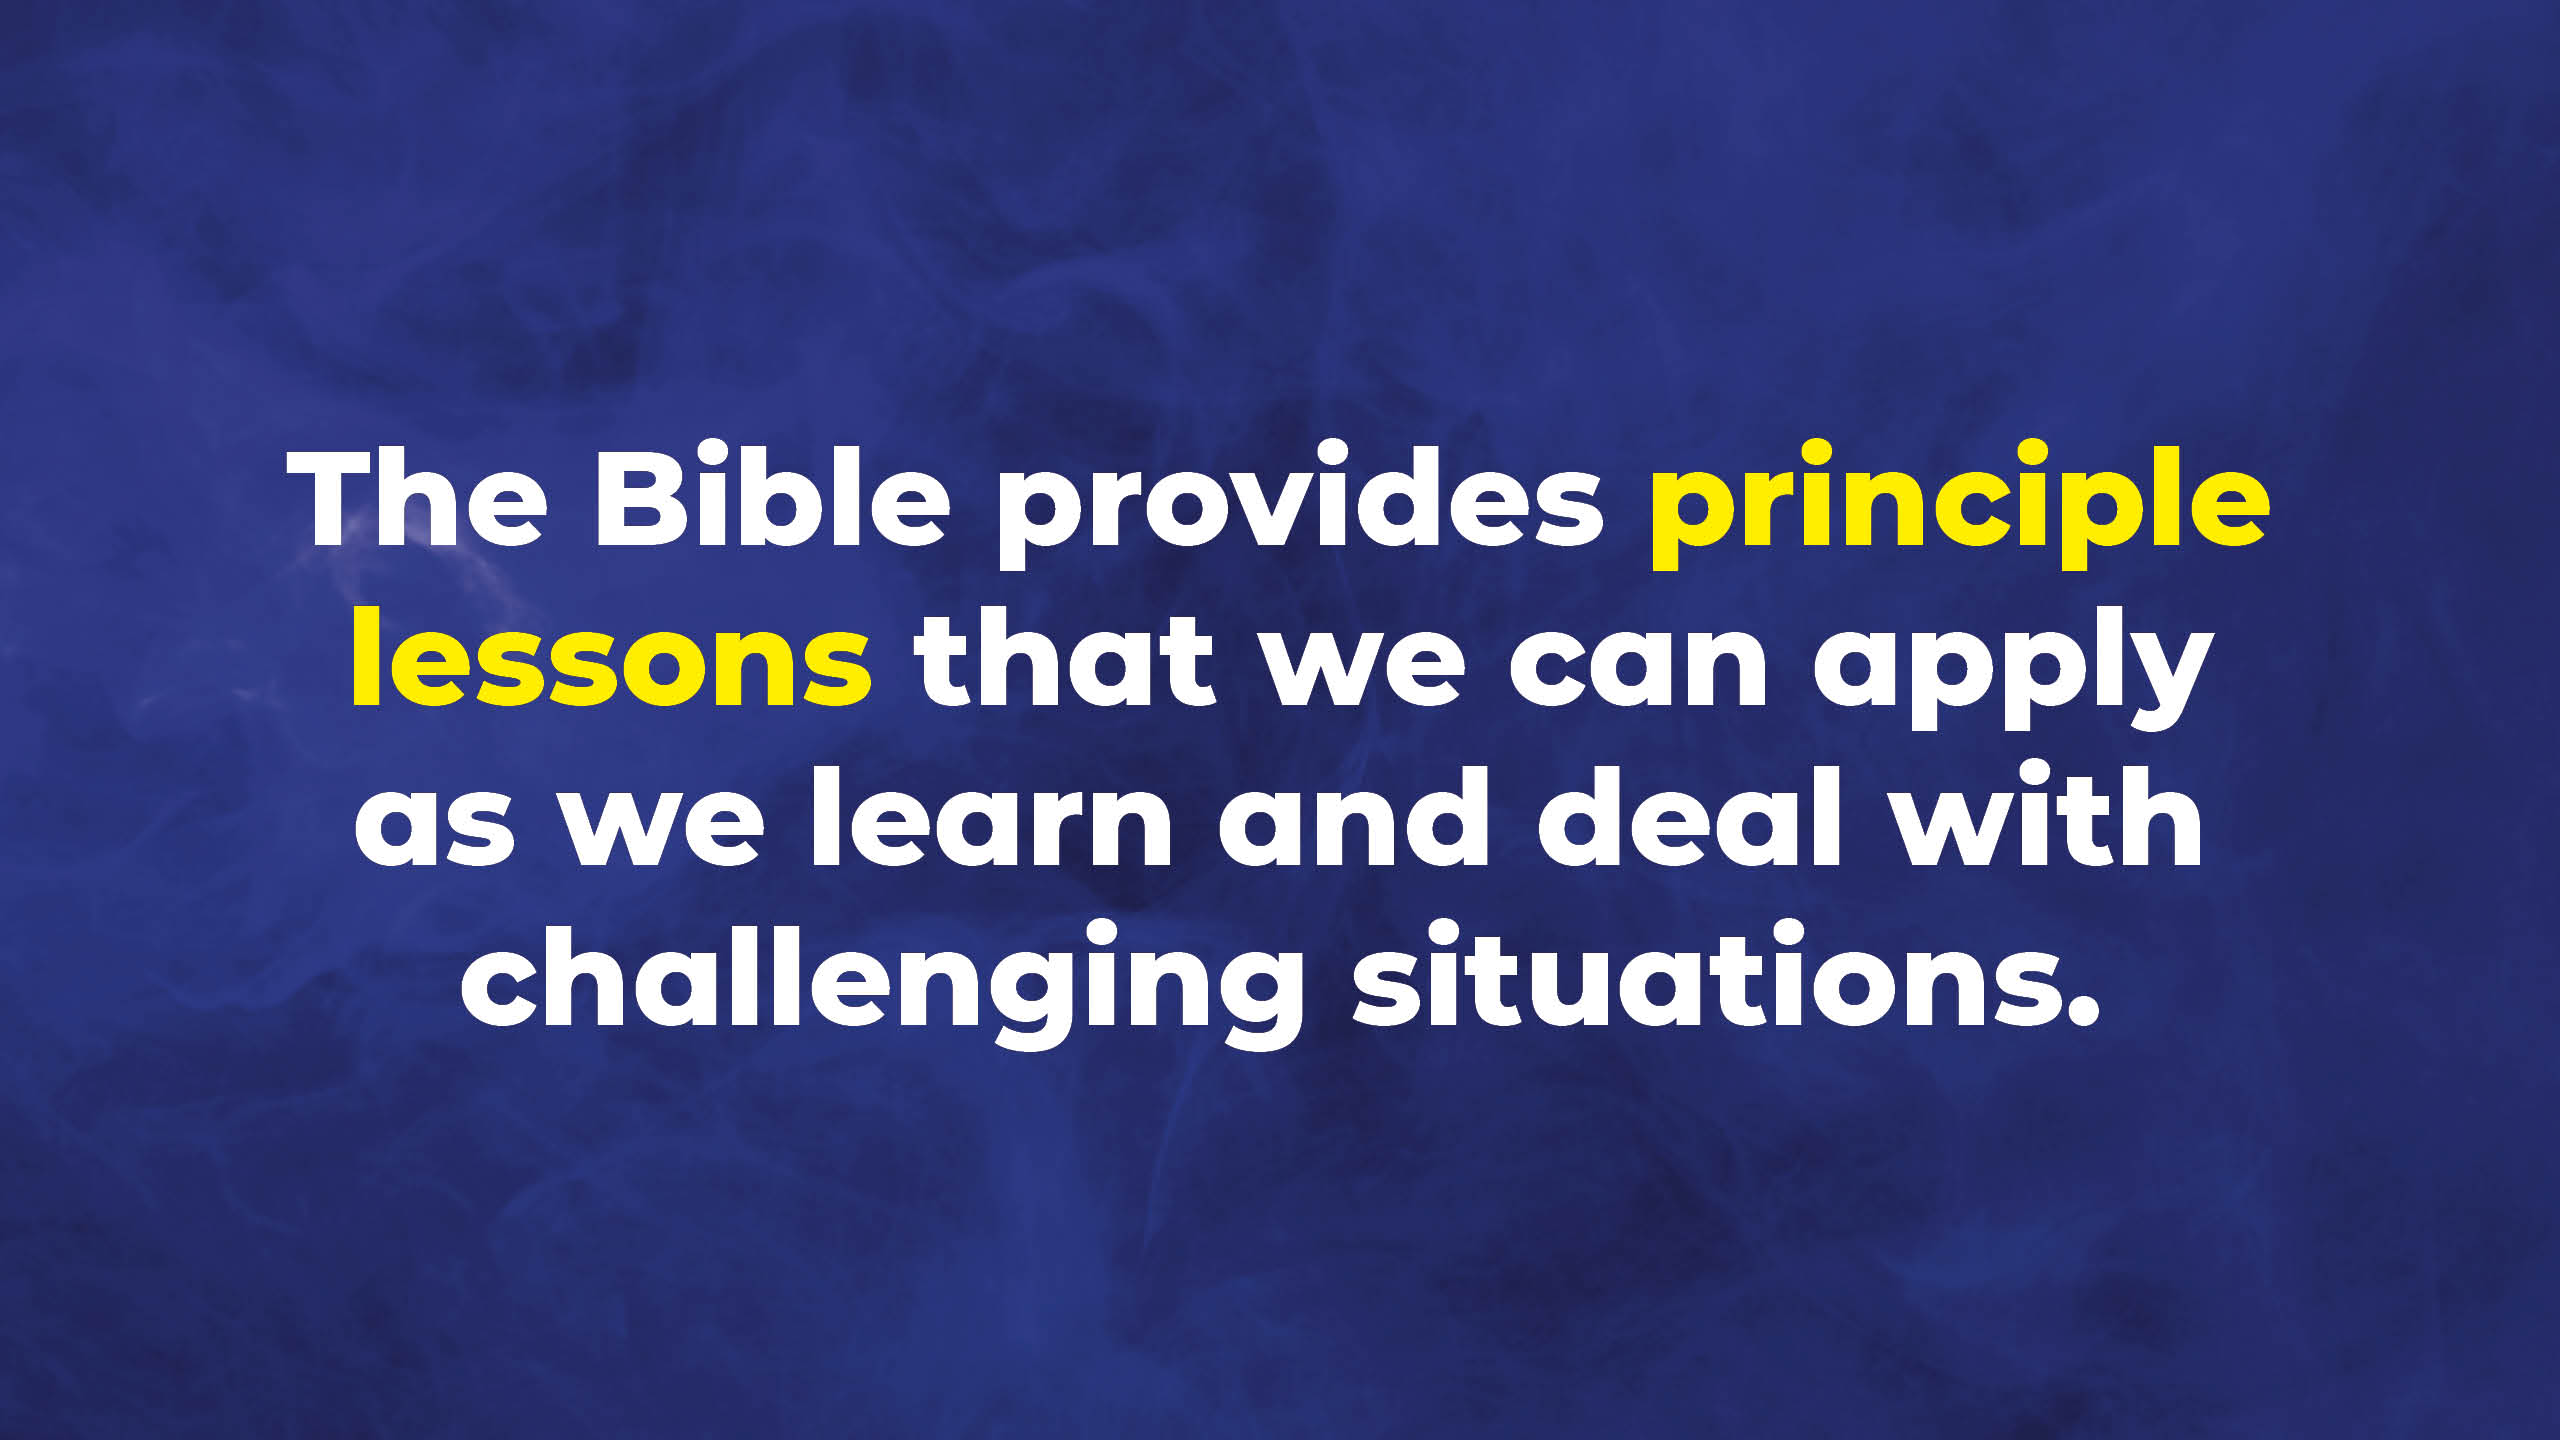 The Bible provides principle
lessons that we can apply
as we learn and deal with
challenging situations.